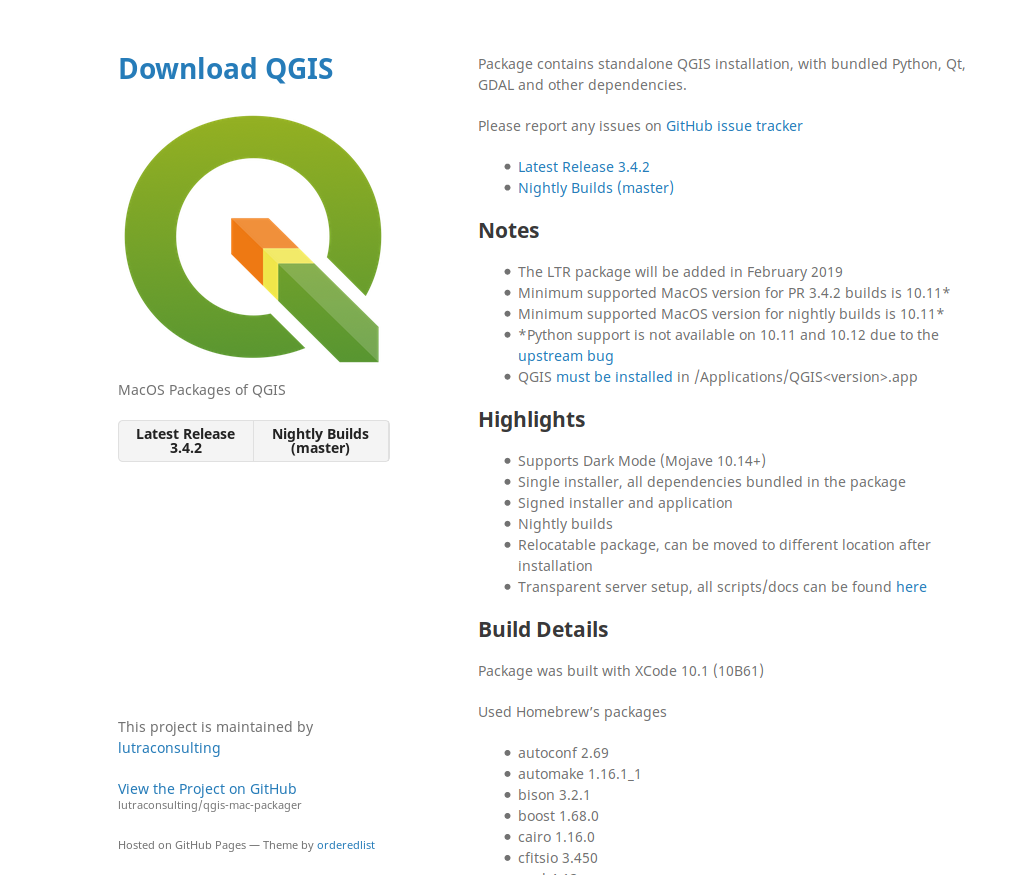 Download QGIS
MacOS Packages of QGIS
Latest Release
3.4.2
Nightly Builds
(master)
This project is maintained by
lutraconsulting
View the Project on GitHub
lutraconsulting/qgis-mac-packager
Hosted on GitHub Pages — Theme by orderedlist
Package contains standalone QGIS installation, with bundled Python, Qt,
GDAL and other dependencies.
Please report any issues on GitHub issue tracker
Latest Release 3.4.2
Nightly Builds (master)
Notes
The LTR package will be added in February 2019
Minimum supported MacOS version for PR 3.4.2 builds is 10.11*
Minimum supported MacOS version for nightly builds is 10.11*
*Python support is not available on 10.11 and 10.12 due to the
upstream bug
QGIS must be installed in /Applications/QGIS<version>.app
Highlights
Supports Dark Mode (Mojave 10.14+)
Single installer, all dependencies bundled in the package
Signed installer and application
Nightly builds
Relocatable package, can be moved to different location after
installation
Transparent server setup, all scripts/docs can be found here
Build Details
Package was built with XCode 10.1 (10B61)
Used Homebrew’s packages
autoconf 2.69
automake 1.16.1_1
bison 3.2.1
boost 1.68.0
cairo 1.16.0
cfitsio 3.450